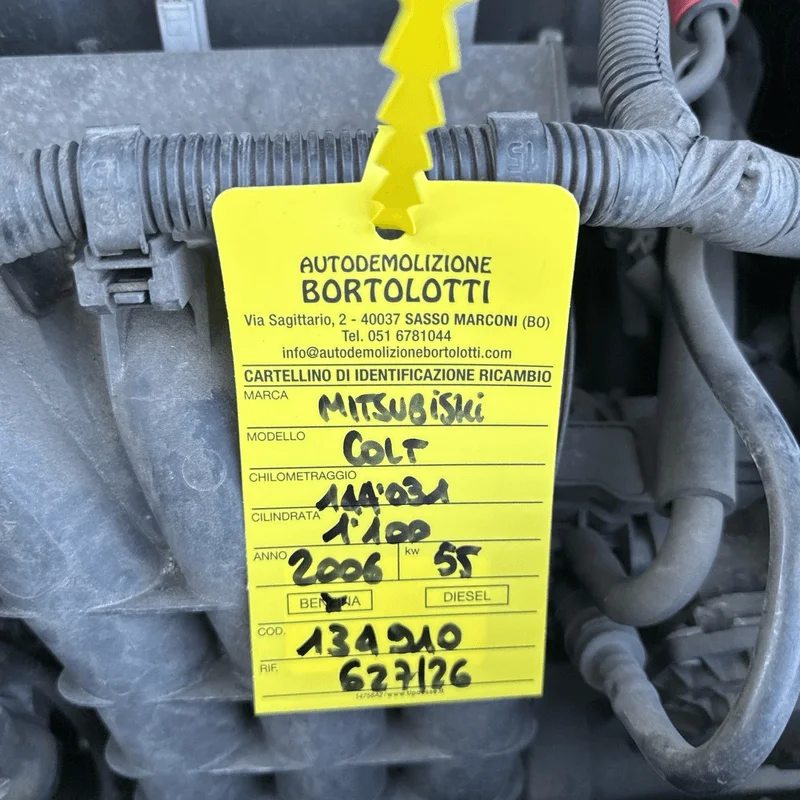 AUTODEMOLIZIONE
BORTOLOTTI
Via Sagittario, 2 - 40037 SASSO MARCONI (BO)
Tel. 051 6781044
info@autodemolizionebortolotti.com
CARTELLINO DI IDENTIFICAZIONE RICAMBIO
MARCA MITSUBISHI
MODELLO COLT
CHILOMETRAGGIO 111'031
CILINDRATA 1'100
ANNO 2006 kw 55
BENZINA DIESEL
COD. 134910
RIF. 627/26